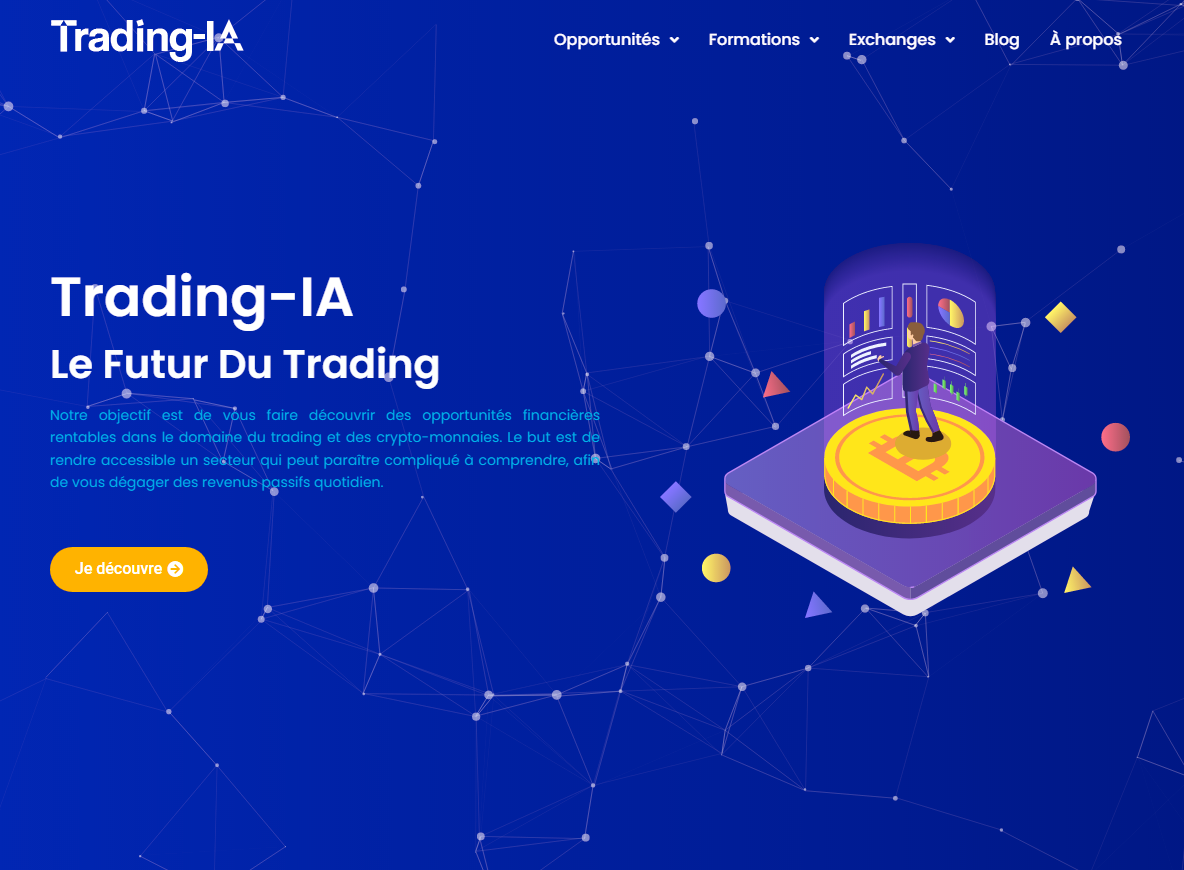 Trading-IA
Opportunités Formations Exchanges Blog À propos
Trading-IA
Le Futur Du Trading
Notre objectif est de vous faire découvrir des opportunités financières
rentables dans le domaine du trading et des crypto-monnaies. Le but est de
rendre accessible un secteur qui peut paraître compliqué à comprendre, afin
de vous dégager des revenus passifs quotidien.
Je découvre